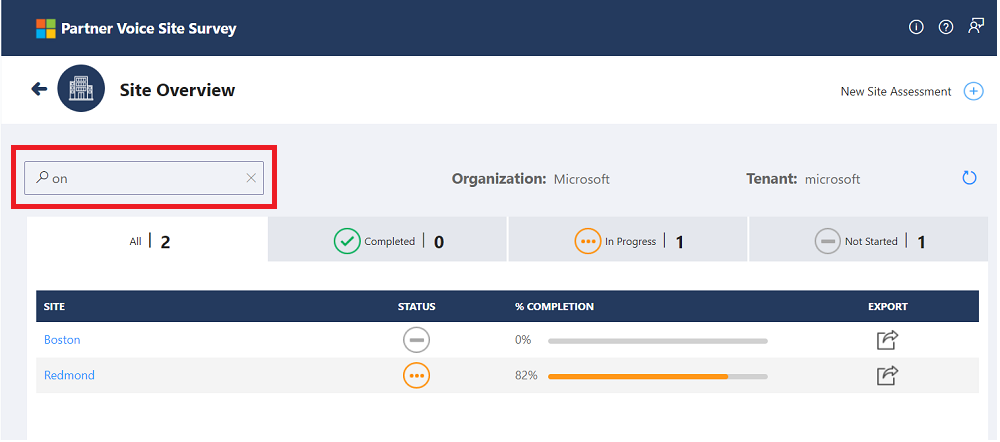 Partner Voice Site Survey
Site Overview
New Site Assessment
on
Organization: Microsoft
Tenant: microsoft
All 2
Completed 0
In Progress 1
Not Started 1
SITE STATUS % COMPLETION EXPORT
Boston 0%
Redmond 82%